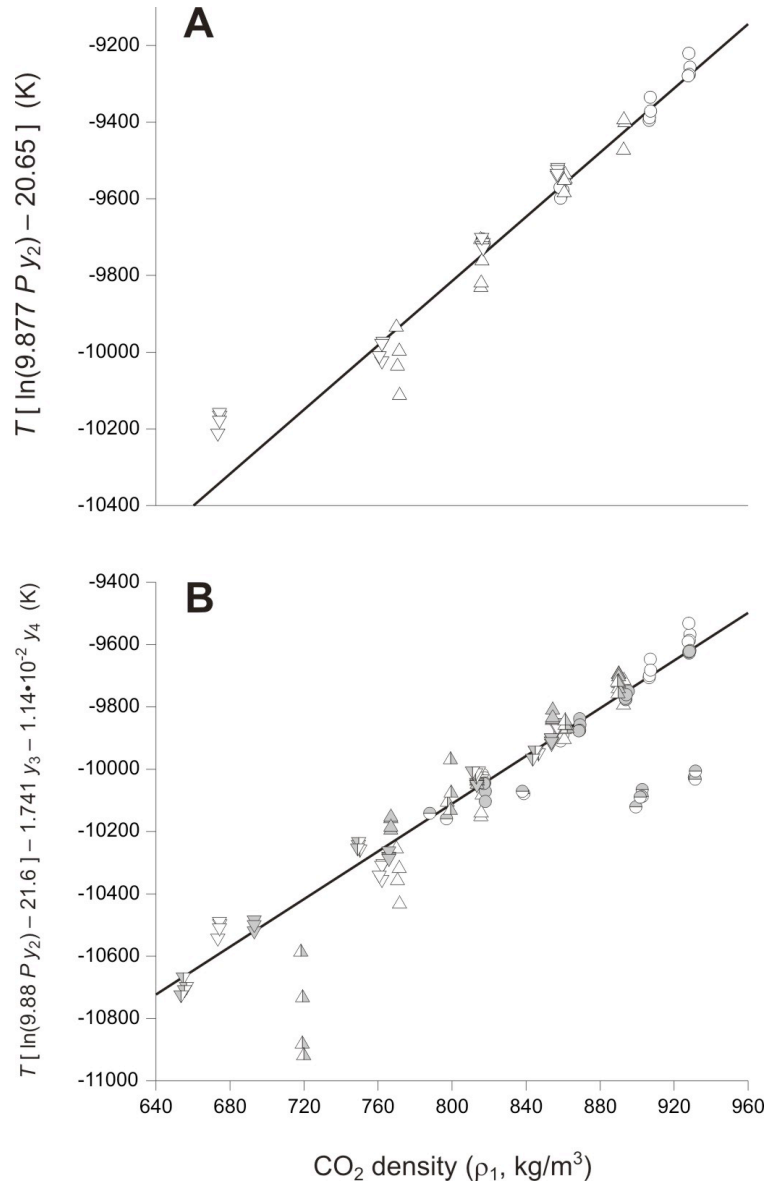 A
-9200
-9400
-9600
-9800
-10000
-10200
-10400
T [ ln(9.877 P y₂) – 20.65 ] (K)
B
-9400
-9600
-9800
-10000
-10200
-10400
-10600
-10800
-11000
T [ ln(9.88 P y₂) – 21.6 ] – 1.741 y₃ – 1.14•10⁻² y₄ (K)
640 680 720 760 800 840 880 920 960
CO₂ density (ρ₁, kg/m³)